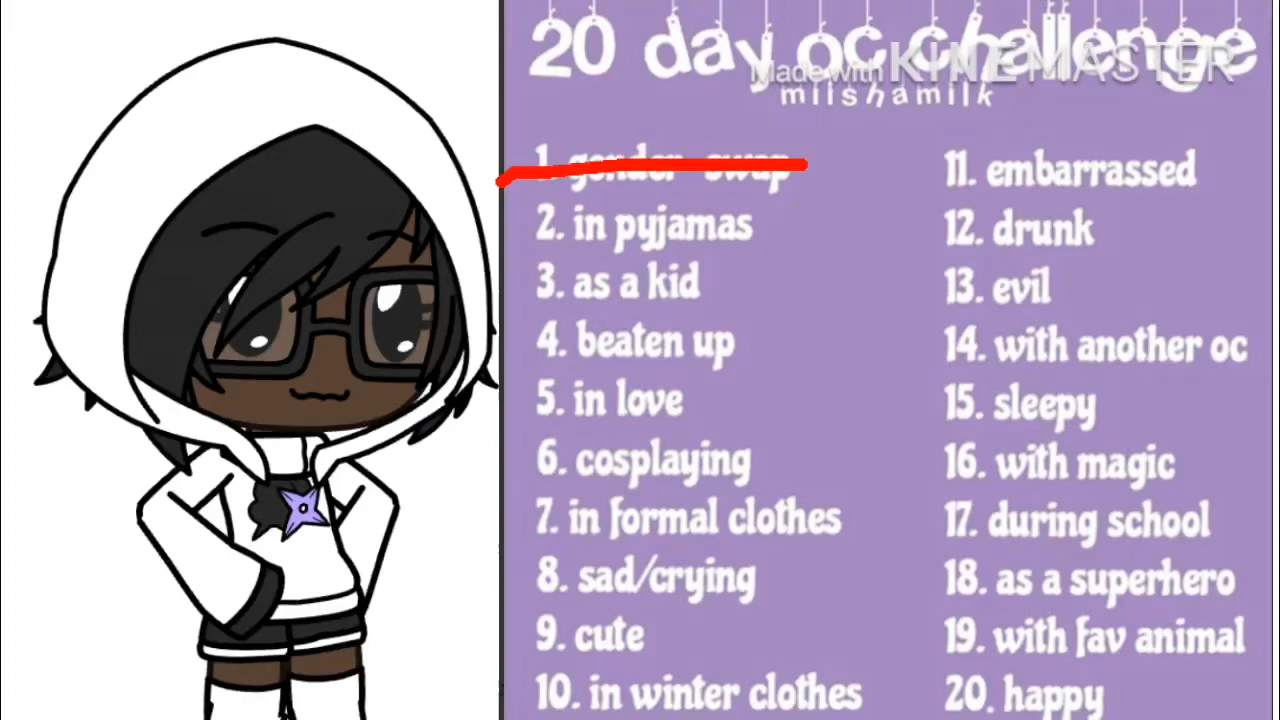 20 day oc challenge
Made with KINEMASTER
miishamilk
1. gender-swap
2. in pyjamas
3. as a kid
4. beaten up
5. in love
6. cosplaying
7. in formal clothes
8. sad/crying
9. cute
10. in winter clothes
11. embarrassed
12. drunk
13. evil
14. with another oc
15. sleepy
16. with magic
17. during school
18. as a superhero
19. with fav animal
20. happy